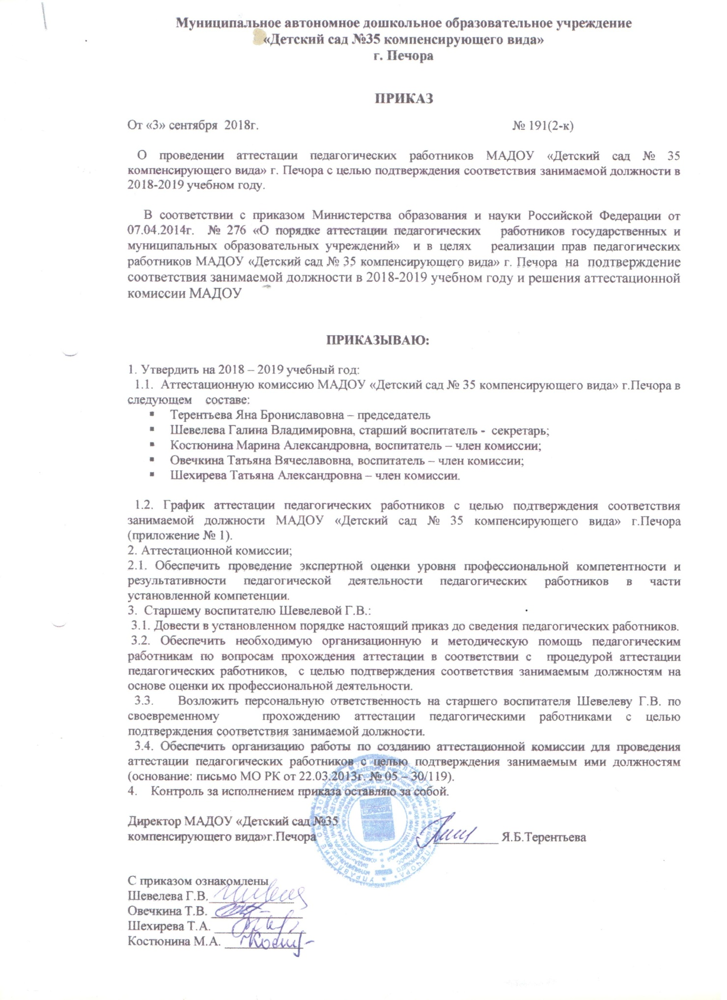 Муниципальное автономное дошкольное образовательное учреждение
«Детский сад №35 компенсирующего вида»
г. Печора
ПРИКАЗ
От «3» сентября 2018г. № 191(2-к)
О проведении аттестации педагогических работников МАДОУ «Детский сад № 35
компенсирующего вида» г. Печора с целью подтверждения соответствия занимаемой должности в
2018-2019 учебном году.
В соответствии с приказом Министерства образования и науки Российской Федерации от
07.04.2014г. № 276 «О порядке аттестации педагогических работников государственных и
муниципальных образовательных учреждений» и в целях реализации прав педагогических
работников МАДОУ «Детский сад № 35 компенсирующего вида» г. Печора на подтверждение
соответствия занимаемой должности в 2018-2019 учебном году и решения аттестационной
комиссии МАДОУ
ПРИКАЗЫВАЮ:
1. Утвердить на 2018 – 2019 учебный год:
1.1. Аттестационную комиссию МАДОУ «Детский сад № 35 компенсирующего вида» г.Печора в
следующем составе:
▪ Терентьева Яна Брониславовна – председатель
▪ Шевелева Галина Владимировна, старший воспитатель - секретарь;
▪ Костюнина Марина Александровна, воспитатель – член комиссии;
▪ Овечкина Татьяна Вячеславовна, воспитатель – член комиссии;
▪ Шехирева Татьяна Александровна – член комиссии.
1.2. График аттестации педагогических работников с целью подтверждения соответствия
занимаемой должности МАДОУ «Детский сад № 35 компенсирующего вида» г.Печора
(приложение № 1).
2. Аттестационной комиссии;
2.1. Обеспечить проведение экспертной оценки уровня профессиональной компетентности и
результативности педагогической деятельности педагогических работников в части
установленной компетенции.
3. Старшему воспитателю Шевелевой Г.В.:
3.1. Довести в установленном порядке настоящий приказ до сведения педагогических работников.
3.2. Обеспечить необходимую организационную и методическую помощь педагогическим
работникам по вопросам прохождения аттестации в соответствии с процедурой аттестации
педагогических работников, с целью подтверждения соответствия занимаемым должностям на
основе оценки их профессиональной деятельности.
3.3. Возложить персональную ответственность на старшего воспитателя Шевелеву Г.В. по
своевременному прохождению аттестации педагогическими работниками с целью
подтверждения соответствия занимаемой должности.
3.4. Обеспечить организацию работы по созданию аттестационной комиссии для проведения
аттестации педагогических работников с целью подтверждения занимаемым ими должностям
(основание: письмо МО РК от 22.03.2013г. № 05 – 30/119).
4. Контроль за исполнением приказа оставляю за собой.
Директор МАДОУ «Детский сад №35
компенсирующего вида»г.Печора Я.Б.Терентьева
С приказом ознакомлены
Шевелева Г.В.
Овечкина Т.В.
Шехирева Т.А.
Костюнина М.А.